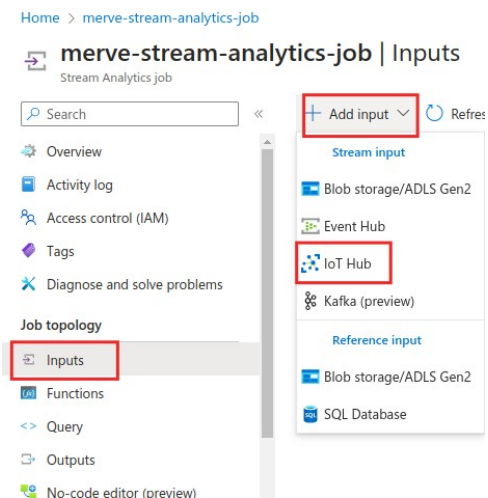 Home > merve-stream-analytics-job
merve-stream-analytics-job | Inputs
Stream Analytics job
Search
Overview
Activity log
Access control (IAM)
Tags
Diagnose and solve problems
Job topology
Inputs
Functions
Query
Outputs
No-code editor (preview)
Add input
Refres
Stream input
Blob storage/ADLS Gen2
Event Hub
IoT Hub
Kafka (preview)
Reference input
Blob storage/ADLS Gen2
SQL Database